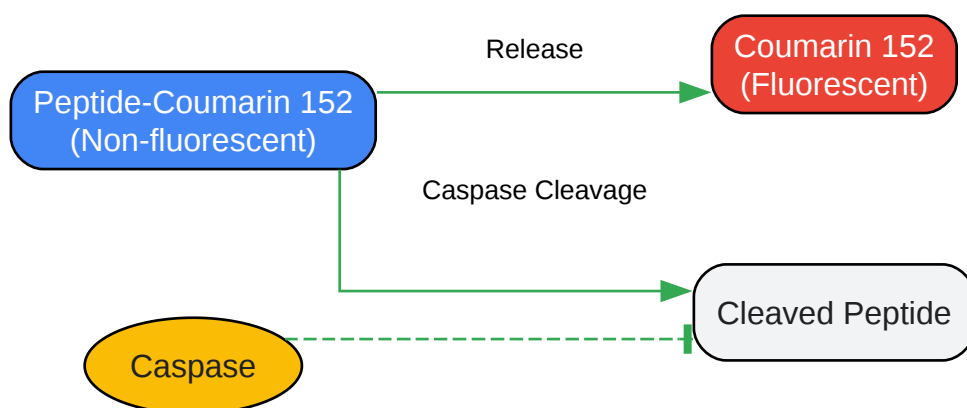 Release
Coumarin 152
(Fluorescent)
Peptide-Coumarin 152
(Non-fluorescent)
Caspase Cleavage
Cleaved Peptide
Caspase